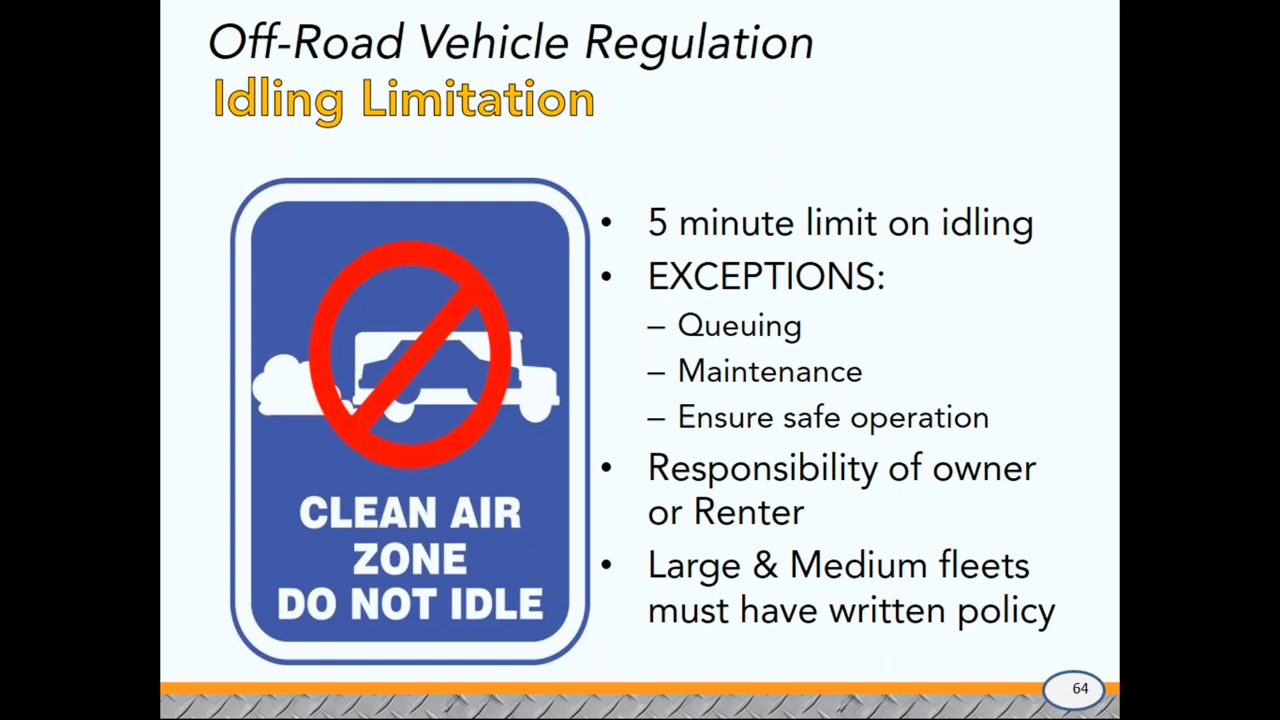 Off-Road Vehicle Regulation
Idling Limitation
CLEAN AIR
ZONE
DO NOT IDLE
• 5 minute limit on idling
• EXCEPTIONS:
– Queuing
– Maintenance
– Ensure safe operation
• Responsibility of owner
or Renter
• Large & Medium fleets
must have written policy
64